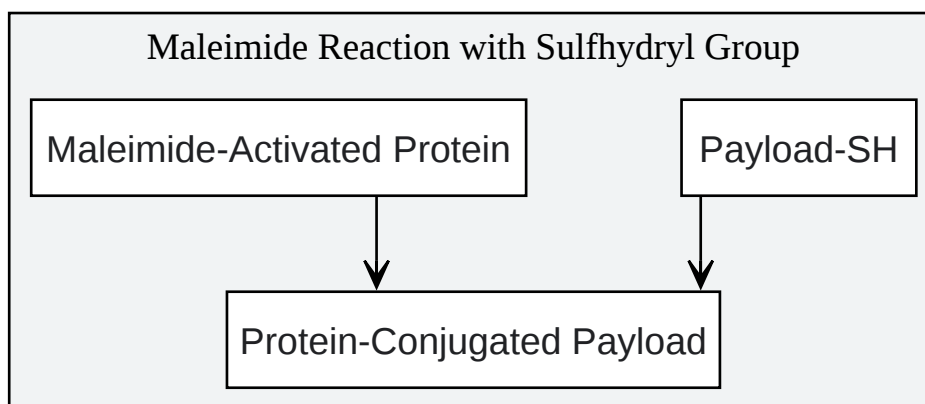 Maleimide Reaction with Sulfhydryl Group
Maleimide-Activated Protein
Payload-SH
Protein-Conjugated Payload